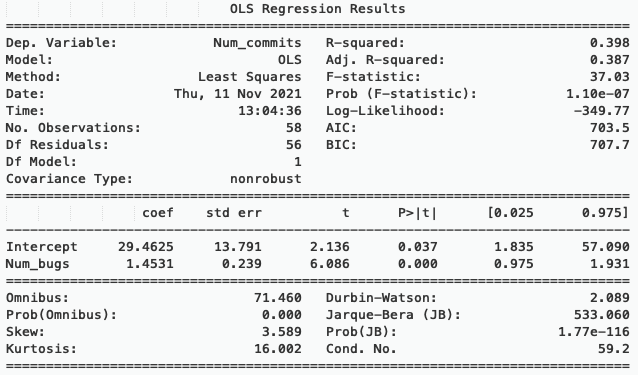 OLS Regression Results
==============================================================================
Dep. Variable: Num_commits R-squared: 0.398
Model: OLS Adj. R-squared: 0.387
Method: Least Squares F-statistic: 37.03
Date: Thu, 11 Nov 2021 Prob (F-statistic): 1.10e-07
Time: 13:04:36 Log-Likelihood: -349.77
No. Observations: 58 AIC: 703.5
Df Residuals: 56 BIC: 707.7
Df Model: 1
Covariance Type: nonrobust
==============================================================================
coef std err t P>|t| [0.025 0.975]
------------------------------------------------------------------------------
Intercept 29.4625 13.791 2.136 0.037 1.835 57.090
Num_bugs 1.4531 0.239 6.086 0.000 0.975 1.931
==============================================================================
Omnibus: 71.460 Durbin-Watson: 2.089
Prob(Omnibus): 0.000 Jarque-Bera (JB): 533.060
Skew: 3.589 Prob(JB): 1.77e-116
Kurtosis: 16.002 Cond. No. 59.2
==============================================================================